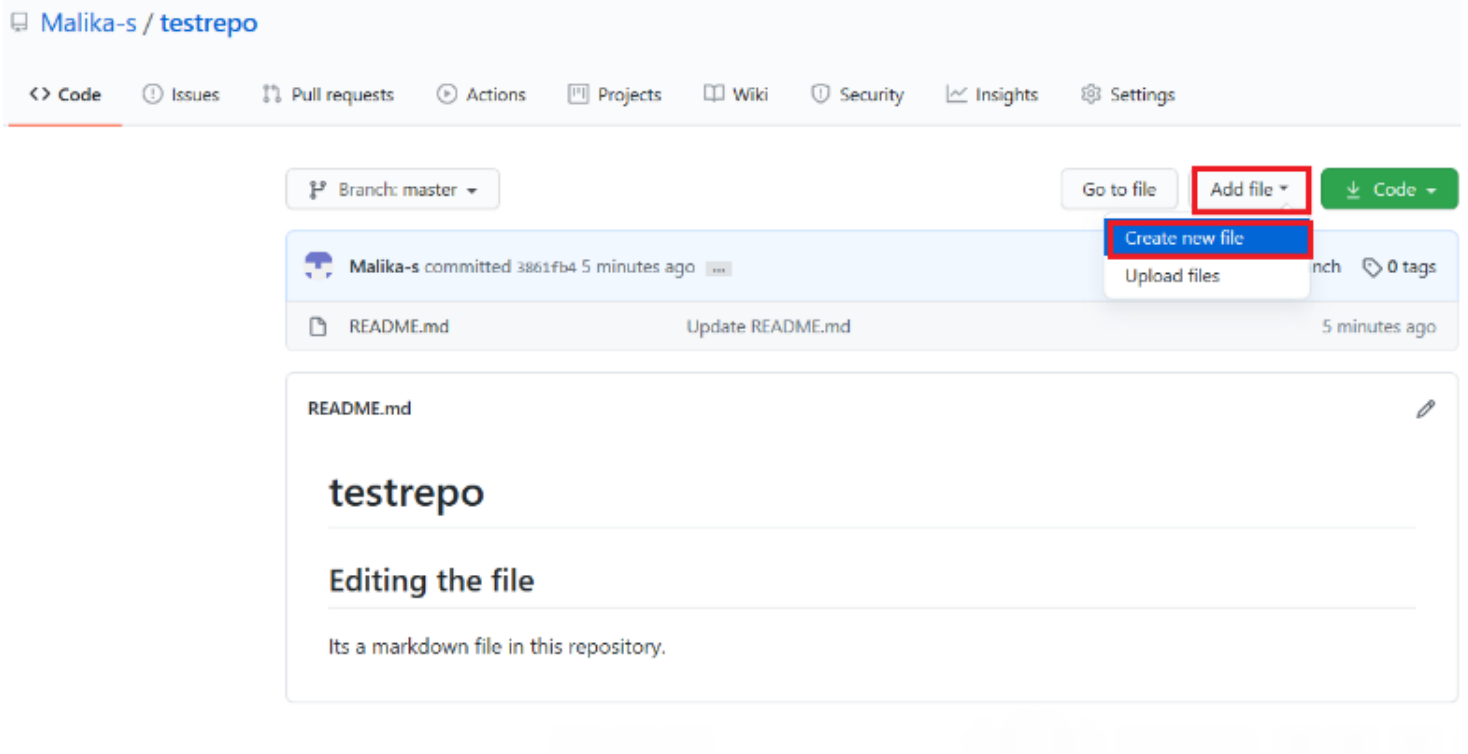 Malika-s / testrepo
Code Issues Pull requests Actions Projects Wiki Security Insights Settings
Branch: master Go to file Add file Code
Create new file
Malika-s committed 3861fb4 5 minutes ago ... 0 tags
Upload files
README.md Update README.md 5 minutes ago
README.md
testrepo
Editing the file
Its a markdown file in this repository.